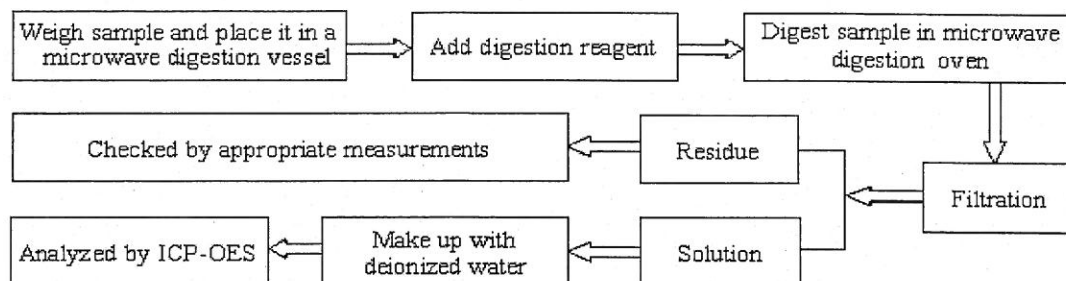 Weigh sample and place it in a
microwave digestion vessel
Add digestion reagent
Digest sample in microwave
digestion oven
Filtration
Residue
Checked by appropriate measurements
Solution
Make up with
deionized water
Analyzed by ICP-OES